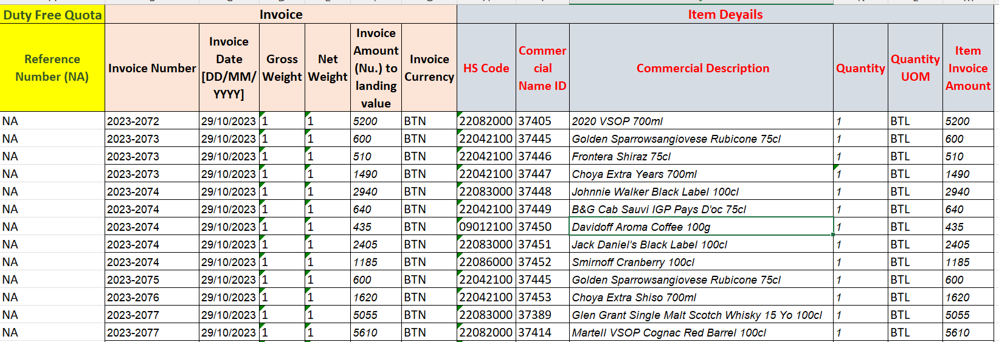 Duty Free Quota Invoice Item Deyails
Reference Number (NA) Invoice Number Invoice Date [DD/MM/YYYY] Gross Weight Net Weight Invoice Amount (Nu.) to landing value Invoice Currency HS Code Commercial Name ID Commercial Description Quantity Quantity UOM Item Invoice Amount
NA 2023-2072 29/10/2023 1 1 5200 BTN 22082000 37405 2020 VSOP 700ml 1 BTL 5200
NA 2023-2073 29/10/2023 1 1 600 BTN 22042100 37445 Golden Sparrowsangiovese Rubicone 75cl 1 BTL 600
NA 2023-2073 29/10/2023 1 1 510 BTN 22042100 37446 Frontera Shiraz 75cl 1 BTL 510
NA 2023-2073 29/10/2023 1 1 1490 BTN 22042100 37447 Choya Extra Years 700ml 1 BTL 1490
NA 2023-2074 29/10/2023 1 1 2940 BTN 22083000 37448 Johnnie Walker Black Label 100cl 1 BTL 2940
NA 2023-2074 29/10/2023 1 1 640 BTN 22042100 37449 B&G Cab Sauvi IGP Pays D'oc 75cl 1 BTL 640
NA 2023-2074 29/10/2023 1 1 435 BTN 09012100 37450 Davidoff Aroma Coffee 100g 1 BTL 435
NA 2023-2074 29/10/2023 1 1 2405 BTN 22083000 37451 Jack Daniel's Black Label 100cl 1 BTL 2405
NA 2023-2074 29/10/2023 1 1 1185 BTN 22086000 37452 Smirnoff Cranberry 100cl 1 BTL 1185
NA 2023-2075 29/10/2023 1 1 600 BTN 22042100 37445 Golden Sparrowsangiovese Rubicone 75cl 1 BTL 600
NA 2023-2076 29/10/2023 1 1 1620 BTN 22042100 37453 Choya Extra Shiso 700ml 1 BTL 1620
NA 2023-2077 29/10/2023 1 1 5055 BTN 22083000 37389 Glen Grant Single Malt Scotch Whisky 15 Yo 100cl 1 BTL 5055
NA 2023-2077 29/10/2023 1 1 5610 BTN 22082000 37414 Martell VSOP Cognac Red Barrel 100cl 1 BTL 5610